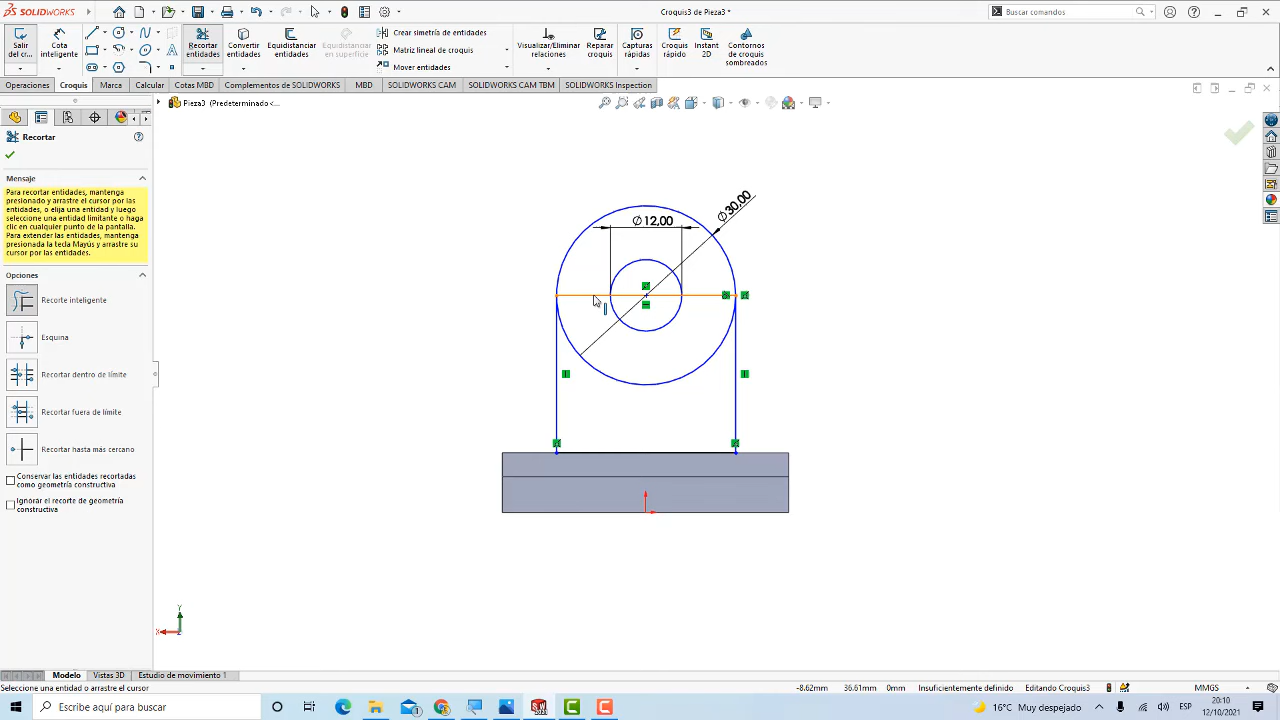 SOLIDWORKS
Croquis3 de Pieza3 *
Buscar comandos
Salir del cr...
Cota inteligente
Recortar entidades
Convertir entidades
Equidistanciar entidades
Equidistanciar en superficie
Crear simetría de entidades
Matriz lineal de croquis
Mover entidades
Visualizar/Eliminar relaciones
Reparar croquis
Capturas rápidas
Croquis rápido
Instant 2D
Contornos de croquis sombreados
Operaciones
Croquis
Marca
Calcular
Cotas MBD
Complementos de SOLIDWORKS
MBD
SOLIDWORKS CAM
SOLIDWORKS CAM TBM
SOLIDWORKS Inspection
Pieza3 (Predeterminado <...
Recortar
Mensaje
Para recortar entidades, mantenga
presionado y arrastre el cursor por las
entidades, o elija una entidad y luego
seleccione una entidad limitante o haga
clic en cualquier punto de la pantalla.
Para extender las entidades, mantenga
presionada la tecla Mayús y arrastre su
cursor por las entidades.
Opciones
Recorte inteligente
Esquina
Recortar dentro de límite
Recortar fuera de límite
Recortar hasta más cercano
Conservar las entidades recortadas
como geometría constructiva
Ignorar el recorte de geometría
constructiva
Ø12,00
Ø30.00
Y
X
Modelo
Vistas 3D
Estudio de movimiento 1
Seleccione una entidad o arrastre el cursor
-8.62mm
36.61mm
0mm
Insuficientemente definido
Editando Croquis3
MMGS
Escribe aquí para buscar
16°C Muy despejado
ESP
20:10
12/10/2021